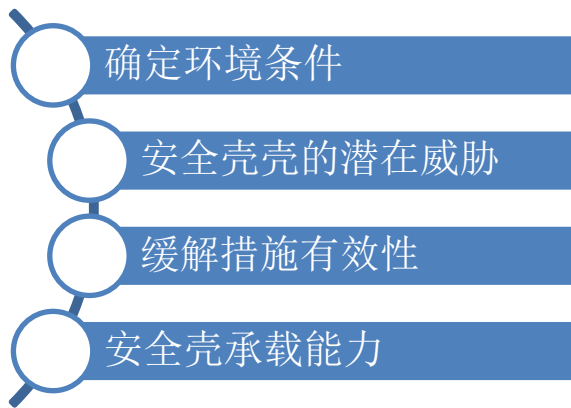 确定环境条件
安全壳壳的潜在威胁
缓解措施有效性
安全壳承载能力